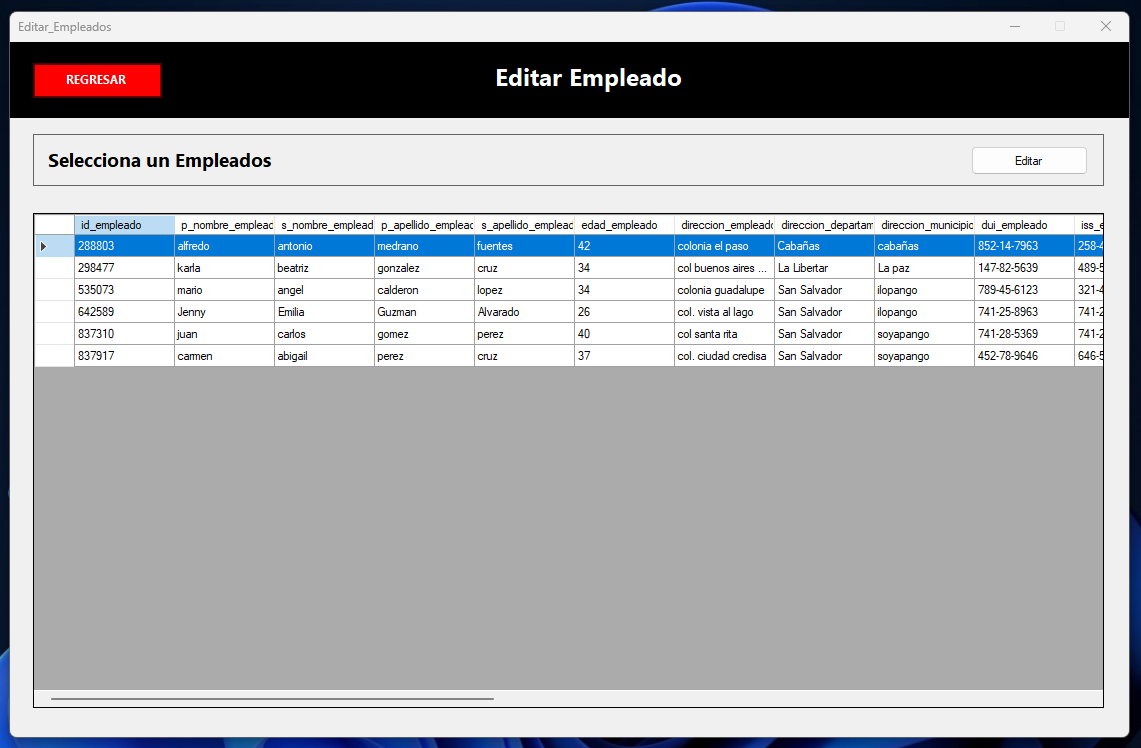 Editar_Empleados
REGRESAR
Editar Empleado
Selecciona un Empleados
Editar
id_empleado p_nombre_emplead s_nombre_emplead p_apellido_empleac s_apellido_emplead edad_empleado direccion_empleado direccion_departam direccion_municipic dui_empleado iss_e
288803 alfredo antonio medrano fuentes 42 colonia el paso Cabañas cabañas 852-14-7963 258-4
298477 karla beatriz gonzalez cruz 34 col buenos aires ... La Libertar La paz 147-82-5639 489-5
535073 mario angel calderon lopez 34 colonia guadalupe San Salvador ilopango 789-45-6123 321-4
642589 Jenny Emilia Guzman Alvarado 26 col. vista al lago San Salvador ilopango 741-25-8963 741-2
837310 juan carlos gomez perez 40 col santa rita San Salvador soyapango 741-28-5369 741-2
837917 carmen abigail perez cruz 37 col. ciudad credisa San Salvador soyapango 452-78-9646 646-5